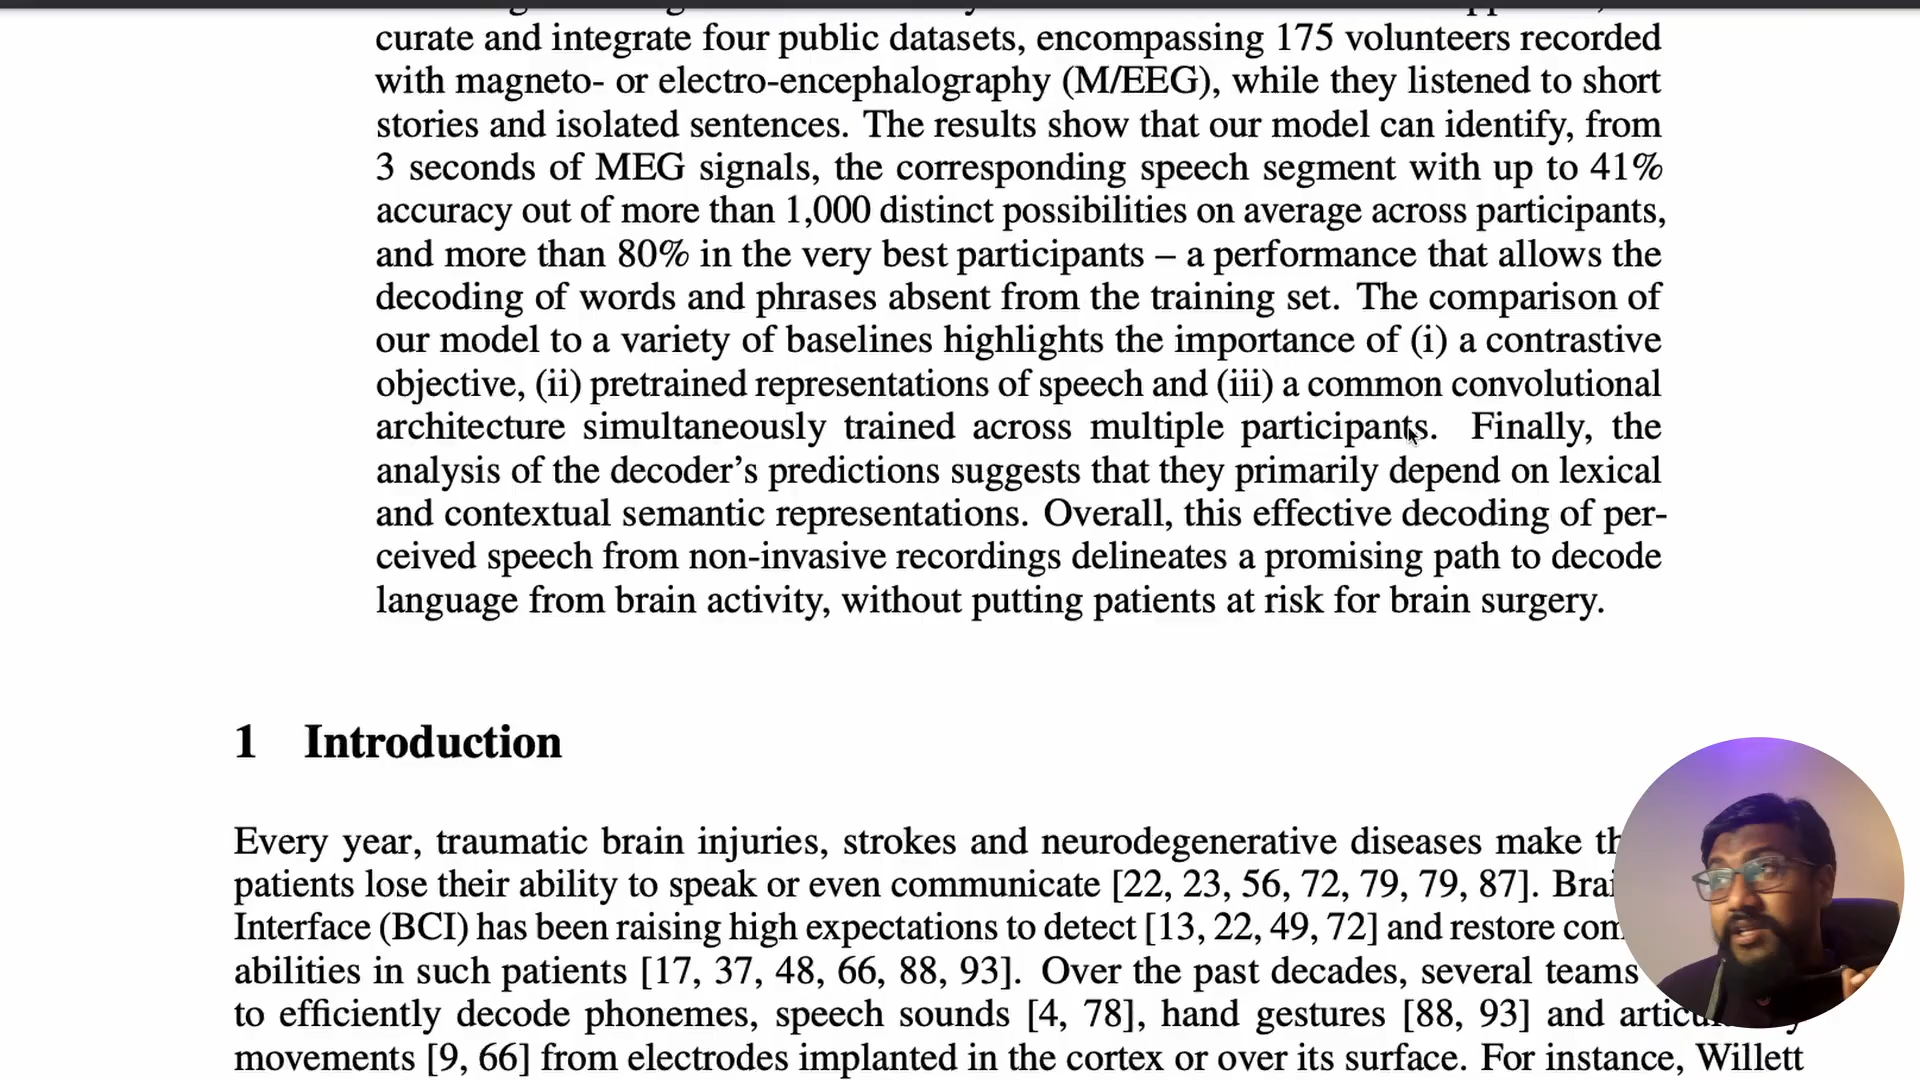 curate and integrate four public datasets, encompassing 175 volunteers recorded
with magneto- or electro-encephalography (M/EEG), while they listened to short
stories and isolated sentences. The results show that our model can identify, from
3 seconds of MEG signals, the corresponding speech segment with up to 41%
accuracy out of more than 1,000 distinct possibilities on average across participants,
and more than 80% in the very best participants – a performance that allows the
decoding of words and phrases absent from the training set. The comparison of
our model to a variety of baselines highlights the importance of (i) a contrastive
objective, (ii) pretrained representations of speech and (iii) a common convolutional
architecture simultaneously trained across multiple participants. Finally, the
analysis of the decoder’s predictions suggests that they primarily depend on lexical
and contextual semantic representations. Overall, this effective decoding of per-
ceived speech from non-invasive recordings delineates a promising path to decode
language from brain activity, without putting patients at risk for brain surgery.
1 Introduction
Every year, traumatic brain injuries, strokes and neurodegenerative diseases make
patients lose their ability to speak or even communicate [22, 23, 56, 72, 79, 79, 87].
Interface (BCI) has been raising high expectations to detect [13, 22, 49, 72] and restore
abilities in such patients [17, 37, 48, 66, 88, 93]. Over the past decades, several teams
to efficiently decode phonemes, speech sounds [4, 78], hand gestures [88, 93] and
movements [9, 66] from electrodes implanted in the cortex or over its surface. For instance, Willett